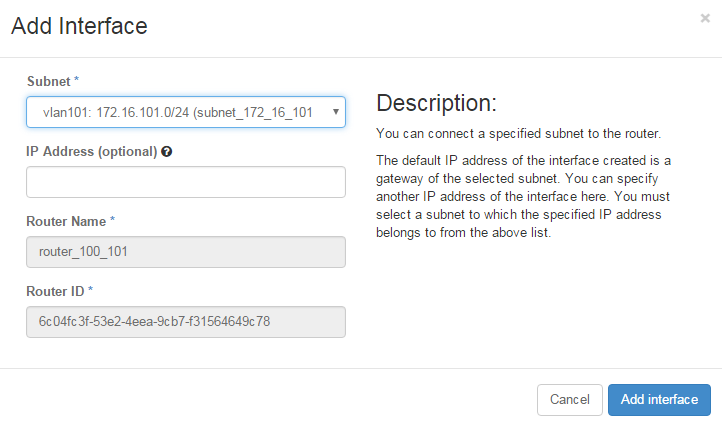 Add Interface
×
Subnet *
vlan101: 172.16.101.0/24 (subnet_172_16_101
IP Address (optional)
Router Name *
router_100_101
Router ID *
6c04fc3f-53e2-4eea-9cb7-f31564649c78
Description:
You can connect a specified subnet to the router.
The default IP address of the interface created is a
gateway of the selected subnet. You can specify
another IP address of the interface here. You must
select a subnet to which the specified IP address
belongs to from the above list.
Cancel
Add interface